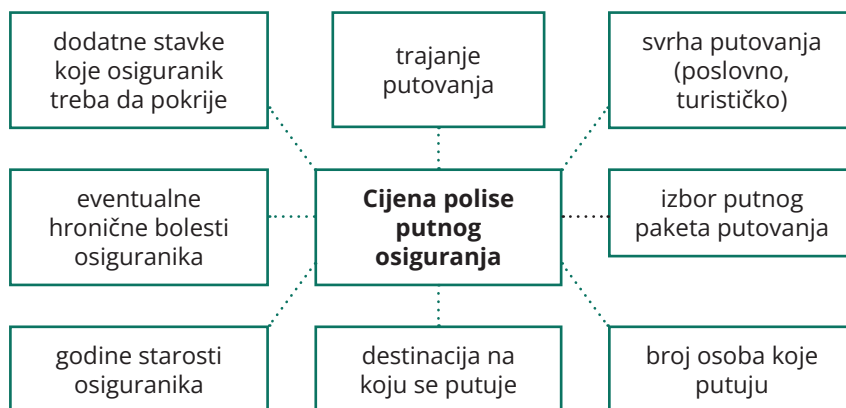 dodatne stavke
koje osiguranik
treba da pokrije
trajanje
putovanja
svrha putovanja
(poslovno,
turističko)
eventualne
hronične bolesti
osiguranika
Cijena polise
putnog
osiguranja
izbor putnog
paketa putovanja
godine starosti
osiguranika
destinacija na
koju se putuje
broj osoba koje
putuju